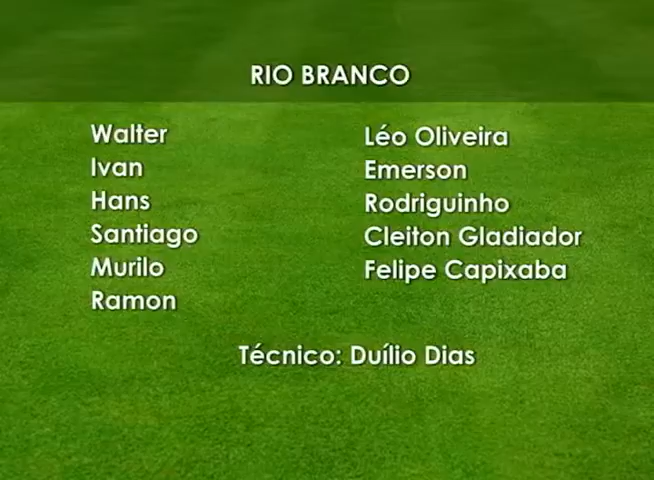 RIO BRANCO
Walter
Ivan
Hans
Santiago
Murilo
Ramon
Léo Oliveira
Emerson
Rodriguinho
Cleiton Gladiador
Felipe Capixaba
Técnico: Duílio Dias